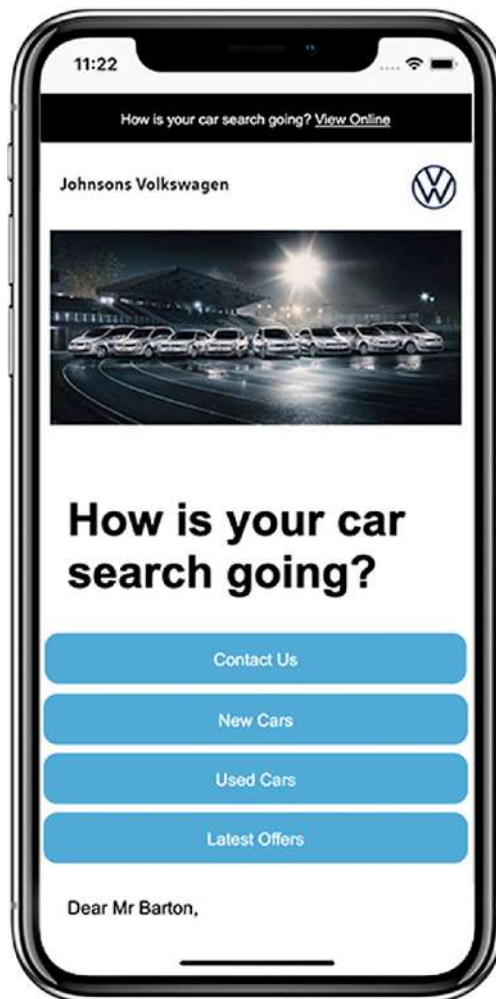 11:22
How is your car search going? View Online
Johnsons Volkswagen
How is your car
search going?
Contact Us
New Cars
Used Cars
Latest Offers
Dear Mr Barton,